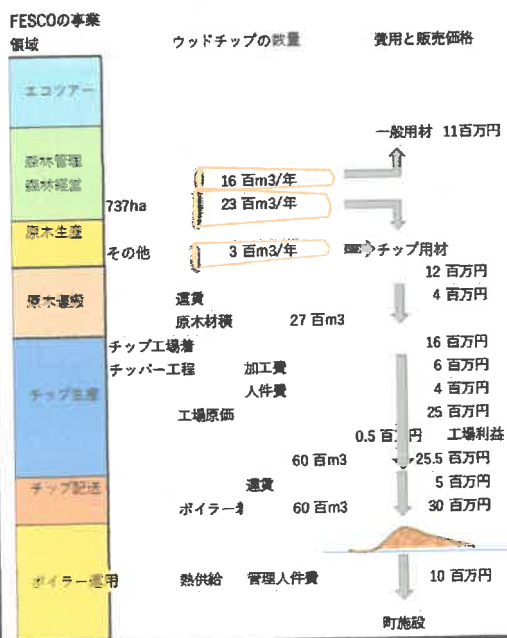 FESCOの事業
領域
ウッドチップの数量
費用と販売価格
エコツアー
一般用材 11百万円
森林管理
森林経営
16 百m3/年
737ha
23 百m3/年
原木生産
その他
3 百m3/年
チップ用材
12 百万円
運賃
4 百万円
原木運搬
原木材積 27 百m3
チップ工場着
16 百万円
チッパー工程 加工費
6 百万円
人件費
4 百万円
チップ生産
工場原価
25 百万円
0.5 百万円 工場利益
60 百m3
25.5 百万円
チップ配送
運賃
5 百万円
ボイラー着 60 百m3
30 百万円
ボイラー運用
熱供給 管理人件費
10 百万円
町施設